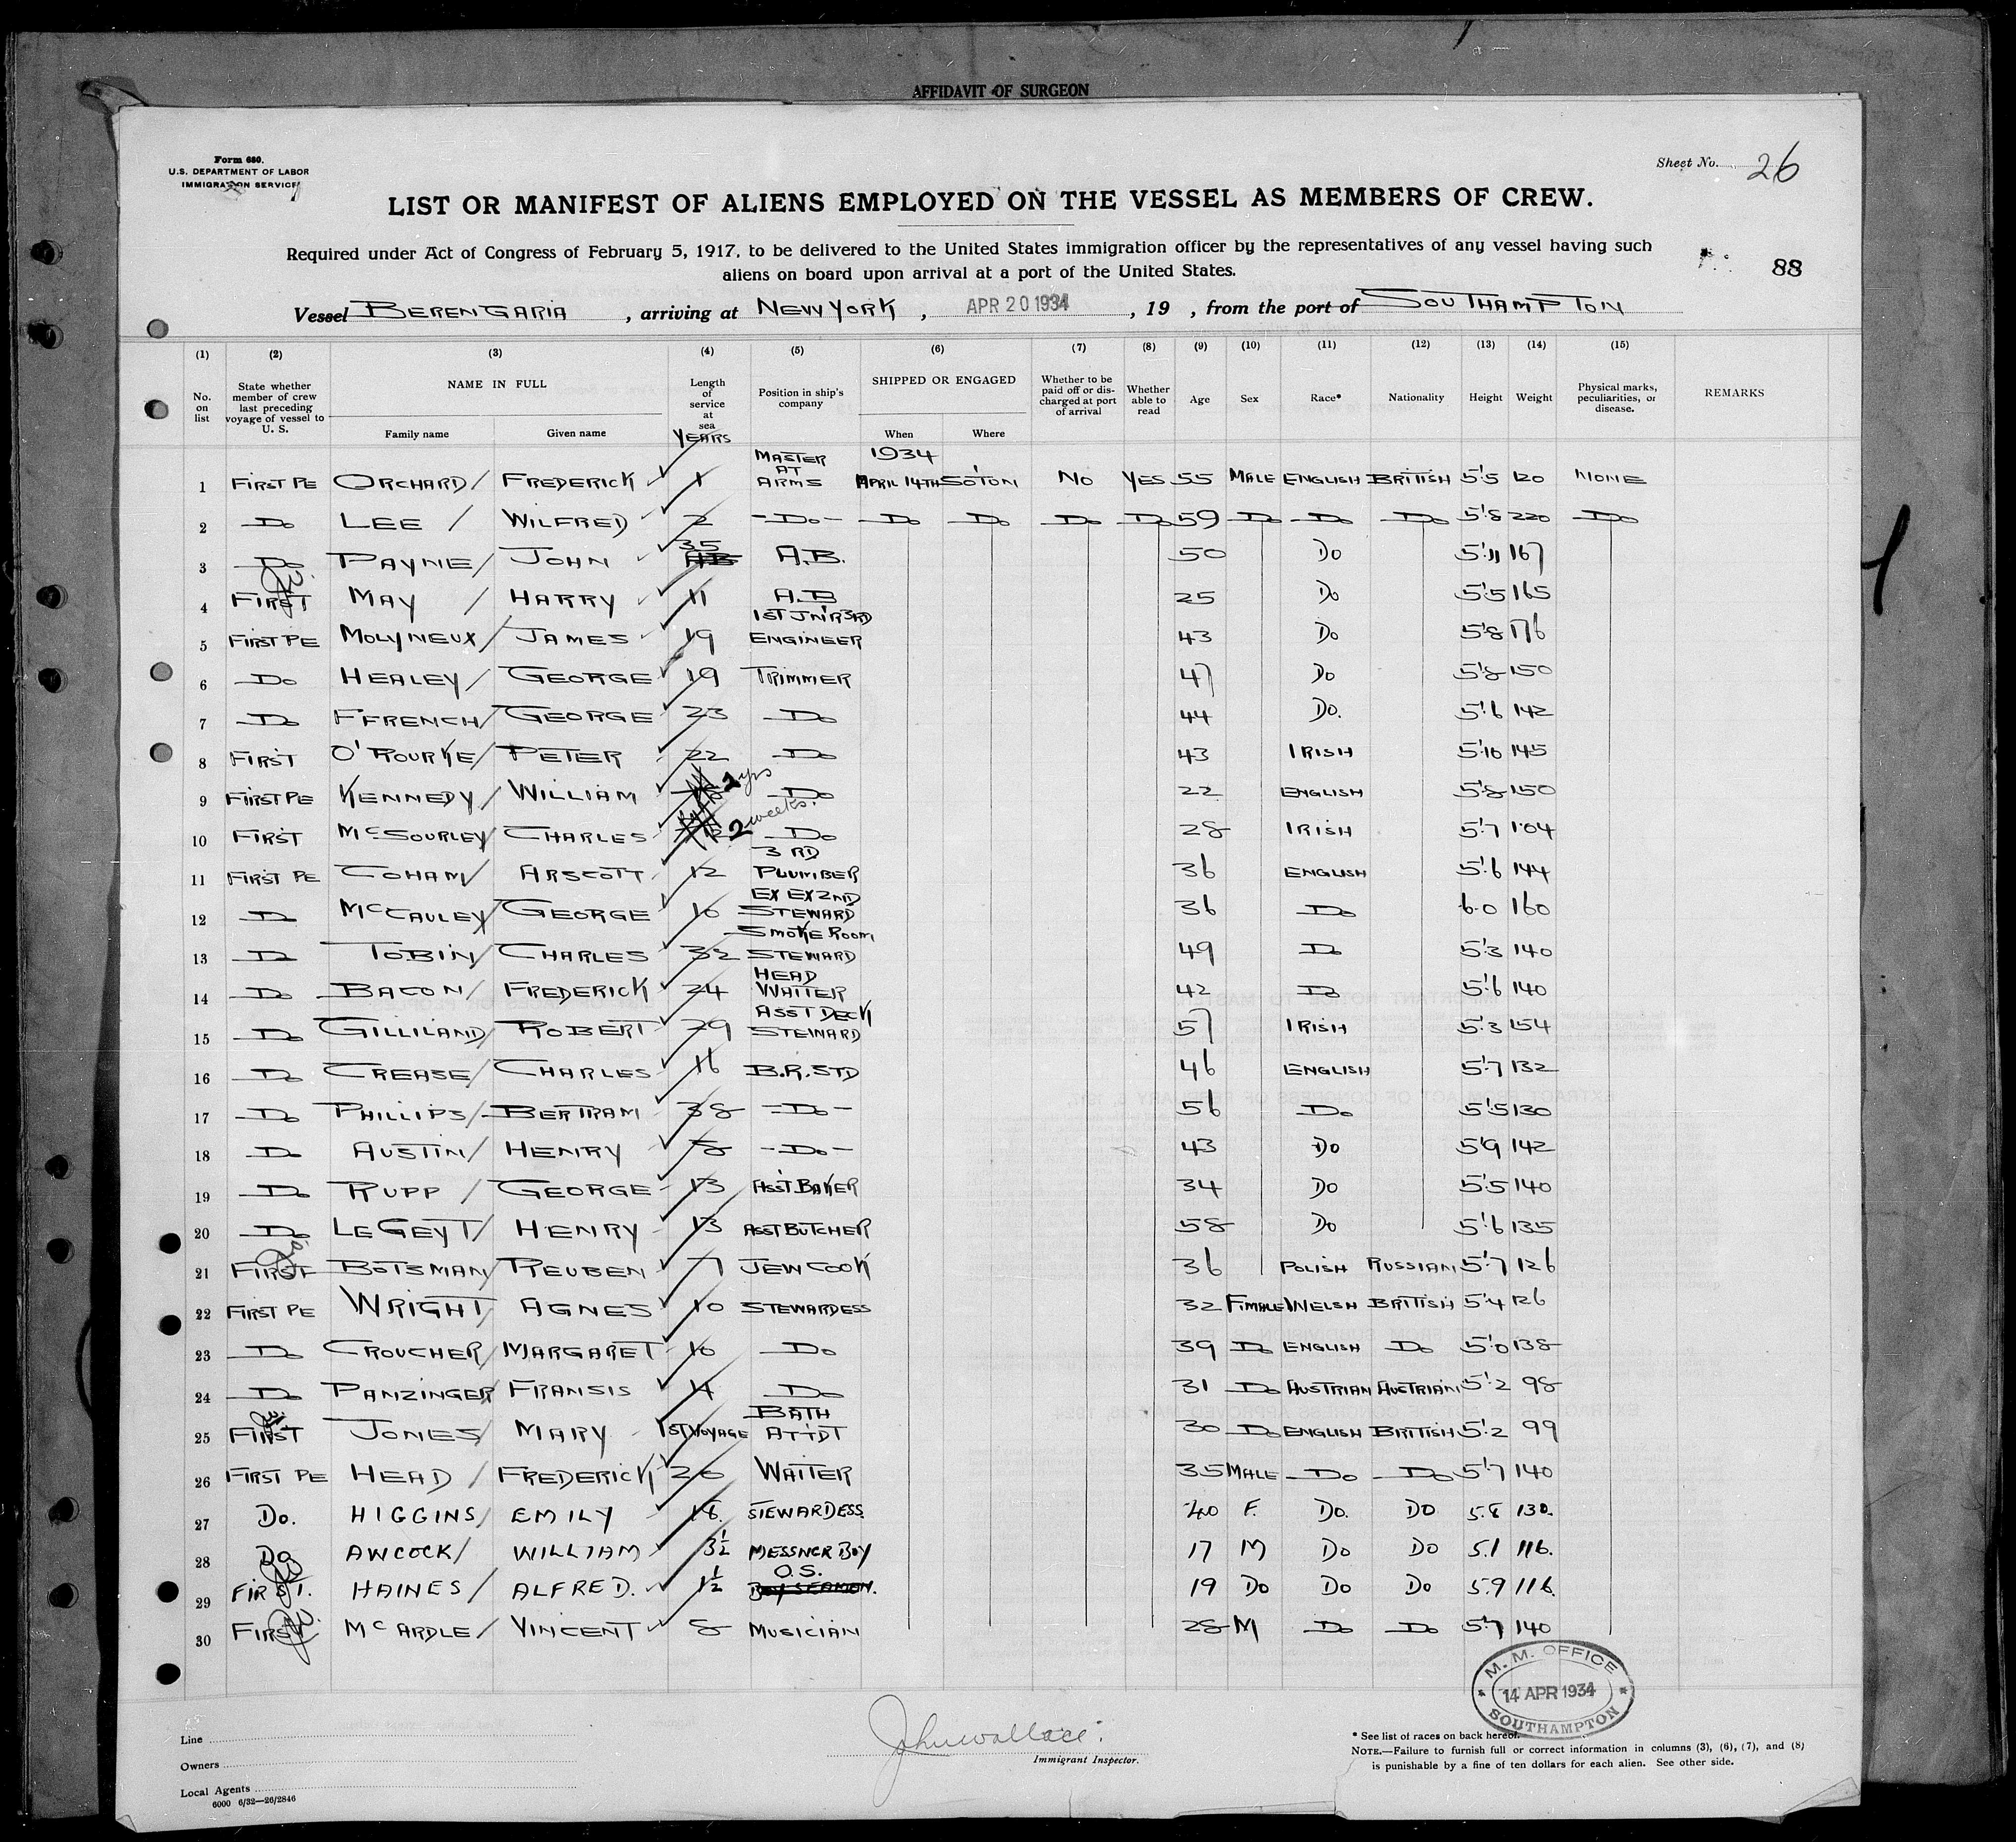 AFFIDAVIT OF SURGEON
Form 680.
U.S. DEPARTMENT OF LABOR
IMMIGRATION SERVICE
Sheet No. 26
LIST OR MANIFEST OF ALIENS EMPLOYED ON THE VESSEL AS MEMBERS OF CREW.
Required under Act of Congress of February 5, 1917, to be delivered to the United States immigration officer by the representatives of any vessel having such
aliens on board upon arrival at a port of the United States.
88
Vessel BERENGARIA, arriving at NEW YORK, APR 20 1934, 19 , from the port of SOUTHAMPTON
(1) (2) (3) (4) (5) (6) (7) (8) (9) (10) (11) (12) (13) (14) (15)
No. on list State whether member of crew last preceding voyage of vessel to U. S. NAME IN FULL Family name Given name Length of service at sea Position in ship's company SHIPPED OR ENGAGED When Where Whether to be paid off or discharged at port of arrival Whether able to read Age Sex Race* Nationality Height Weight Physical marks, peculiarities, or disease. REMARKS
YEARS 1934
1 FIRST PE ORCHARD / FREDERICK 1 MASTER AT ARMS APRIL 14TH SO'TON NO YES 55 MALE ENGLISH BRITISH 5'5 120 NONE
2 DO LEE / WILFRED 2 -DO- DO DO DO DO 59 DO DO DO 5'8 220 DO
3 DO PAYNE / JOHN 35 A.B. 50 DO 5'11 167
4 FIRST MAY / HARRY 11 A.B 25 DO 5'5 165
5 FIRST PE MOLYNEUX / JAMES 19 1ST JN'R 3RD ENGINEER 43 DO 5'8 176
6 DO HEALEY / GEORGE 19 TRIMMER 47 DO 5'8 150
7 DO FFRENCH / GEORGE 23 DO 44 DO. 5'6 142
8 FIRST O'ROURKE / PETER 22 DO 43 IRISH 5'10 145
9 FIRST PE KENNEDY / WILLIAM 2 yrs DO 22 ENGLISH 5'8 150
10 FIRST McSOURLEY CHARLES 2 weeks. DO 28 IRISH 5'7 104
11 FIRST PE COHAM / ARSCOTT 12 3RD PLUMBER 36 ENGLISH 5'6 144
12 DO McCAULEY GEORGE 16 EX EX 2ND STEWARD 36 DO 6.0 160
13 DO TOBIN / CHARLES 32 SMOKE ROOM STEWARD 49 DO 5'3 140
14 DO BACON / FREDERICK 24 HEAD WAITER 42 DO 5'6 140
15 DO GILLILAND / ROBERT 29 ASST DECK STEWARD 57 IRISH 5'3 154
16 DO CREASE / CHARLES 16 B.R. STD 46 ENGLISH 5'7 132
17 DO PHILLIPS / BERTRAM 38 -DO- 56 DO 5'5 130
18 DO AUSTIN / HENRY 8 -DO- 43 DO 5'9 142
19 DO RUPP / GEORGE 13 ASST. BAKER 34 DO 5'5 140
20 DO LEGEYT / HENRY 13 ASST BUTCHER 58 DO 5'6 135
21 FIRST BOTSMAN / REUBEN 7 JEW COOK 36 POLISH RUSSIAN 5'7 126
22 FIRST PE WRIGHT AGNES 10 STEWARDESS 32 FIMALE WELSH BRITISH 5'4 126
23 DO CROUCHER / MARGARET 16 DO 39 DO ENGLISH DO 5'0 138
24 DO PANZINGER FRANSIS 4 DO 31 DO AUSTRIAN AUSTRIAN 5'2 98
25 FIRST JONES / MARY 1ST VOYAGE BATH ATTDT 30 DO ENGLISH BRITISH 5'2 99
26 FIRST PE HEAD / FREDERICK 20 WAITER 35 MALE DO DO 5'7 140
27 DO. HIGGINS / EMILY 18. STEWARDESS. 40 F. DO. DO 5.8 130.
28 DO AWCOCK / WILLIAM 3½ MESSNGR BOY 17 M DO DO 5.1 116.
29 FIRST. HAINES / ALFRED. 1½ O.S. BOY SEAMEN. 19 DO DO DO 5.9 116.
30 FIRST McARDLE / VINCENT 8 MUSICIAN 28 M DO DO 5'7 140
M. M. OFFICE
14 APR 1934
SOUTHAMPTON
Line
Owners
Local Agents
6000 6/32—26/2846
John Wallace
Immigrant Inspector.
* See list of races on back hereof.
NOTE.—Failure to furnish full or correct information in columns (3), (6), (7), and (8)
is punishable by a fine of ten dollars for each alien. See other side.